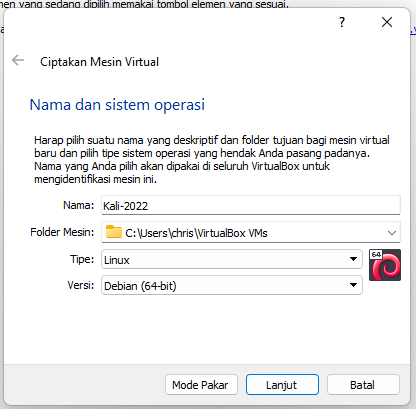 men yang sedang dipilih memakai tombol elemen yang sesuai.
?
Ciptakan Mesin Virtual
Nama dan sistem operasi
Harap pilih suatu nama yang deskriptif dan folder tujuan bagi mesin virtual
baru dan pilih tipe sistem operasi yang hendak Anda pasang padanya.
Nama yang Anda pilih akan dipakai di seluruh VirtualBox untuk
mengidentifikasi mesin ini.
Nama: Kali-2022
Folder Mesin: C:\Users\chris\VirtualBox VMs
Tipe: Linux
64
Versi: Debian (64-bit)
Mode Pakar Lanjut Batal